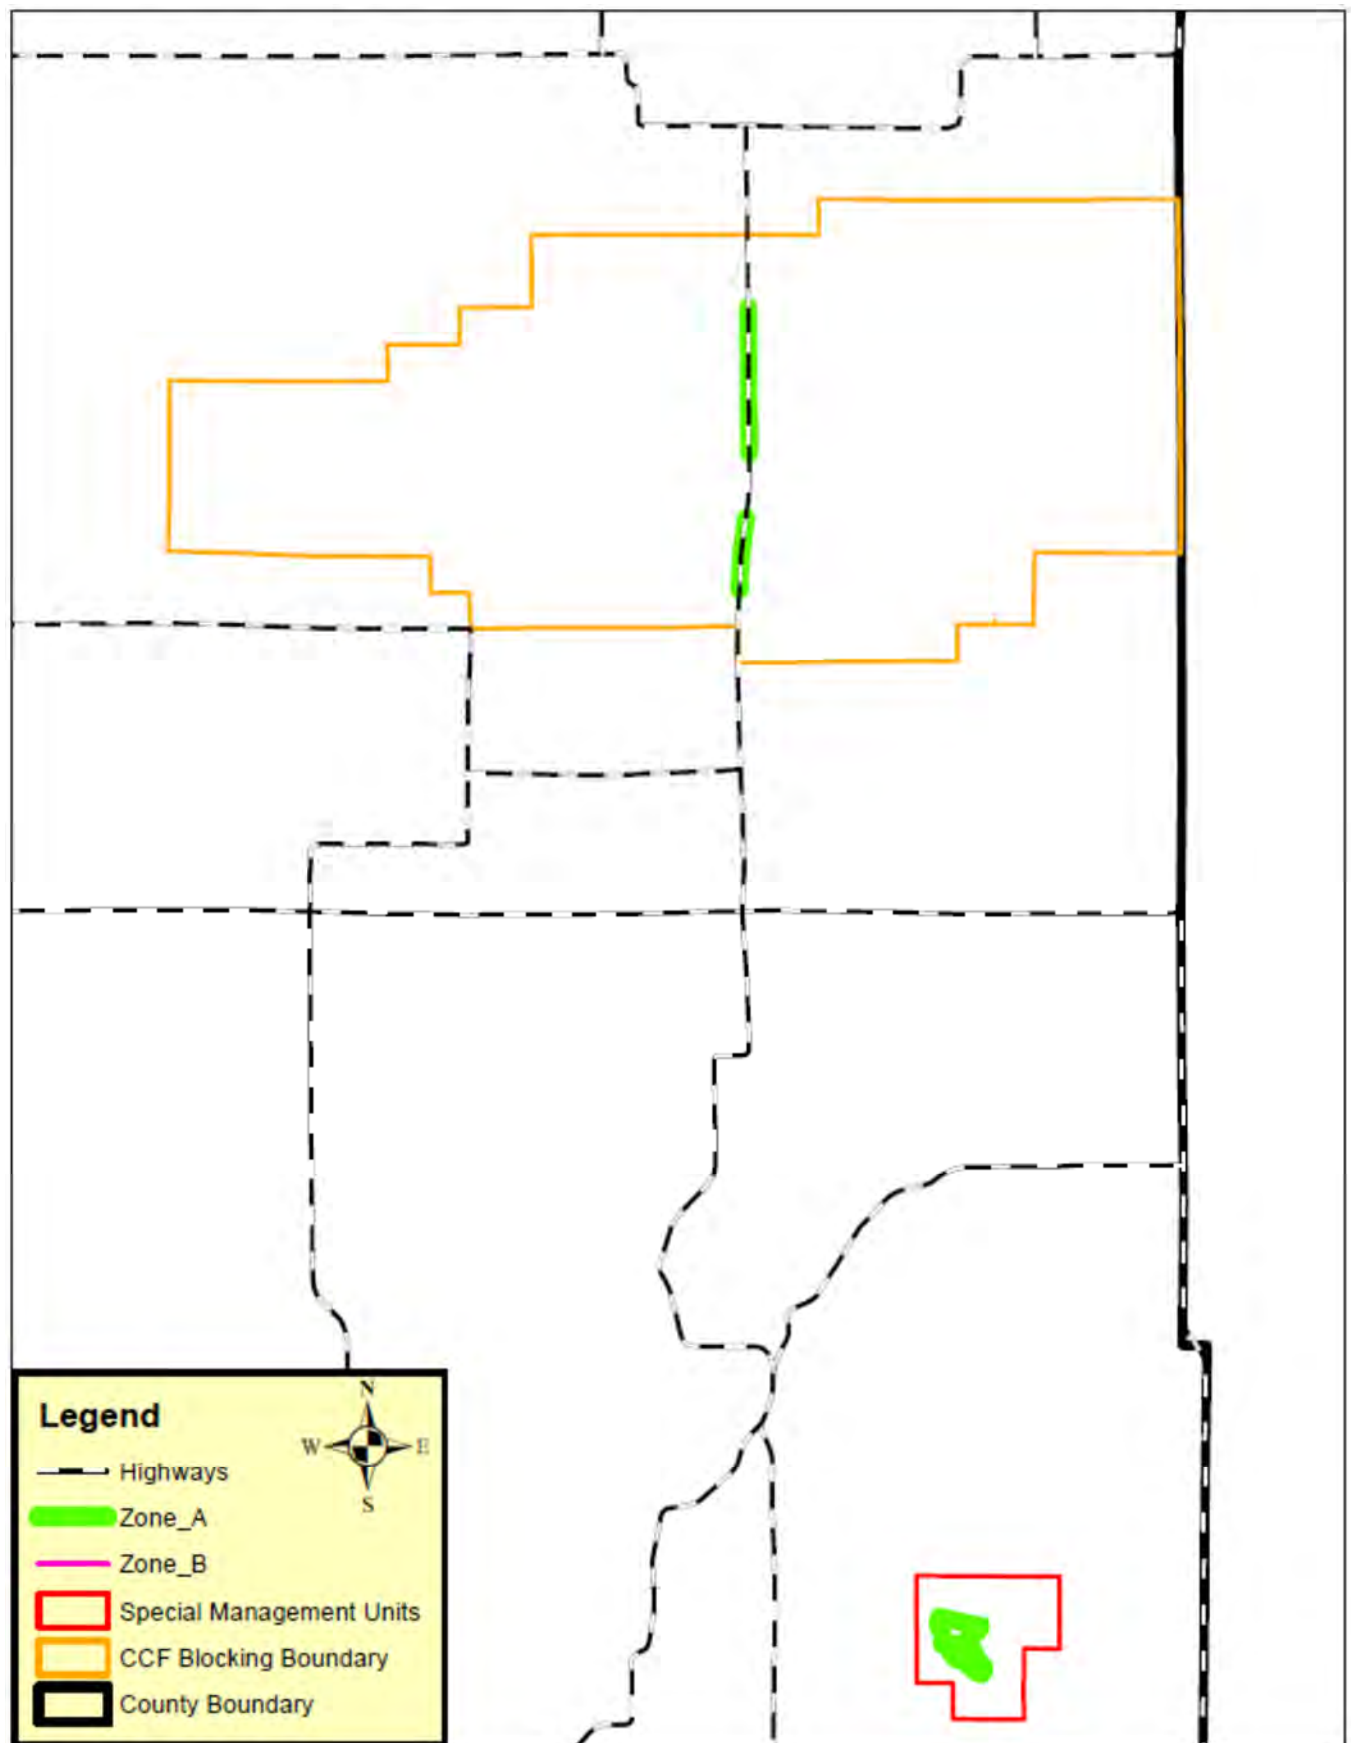 Legend
N
W E
S
Highways
Zone_A
Zone_B
Special Management Units
CCF Blocking Boundary
County Boundary